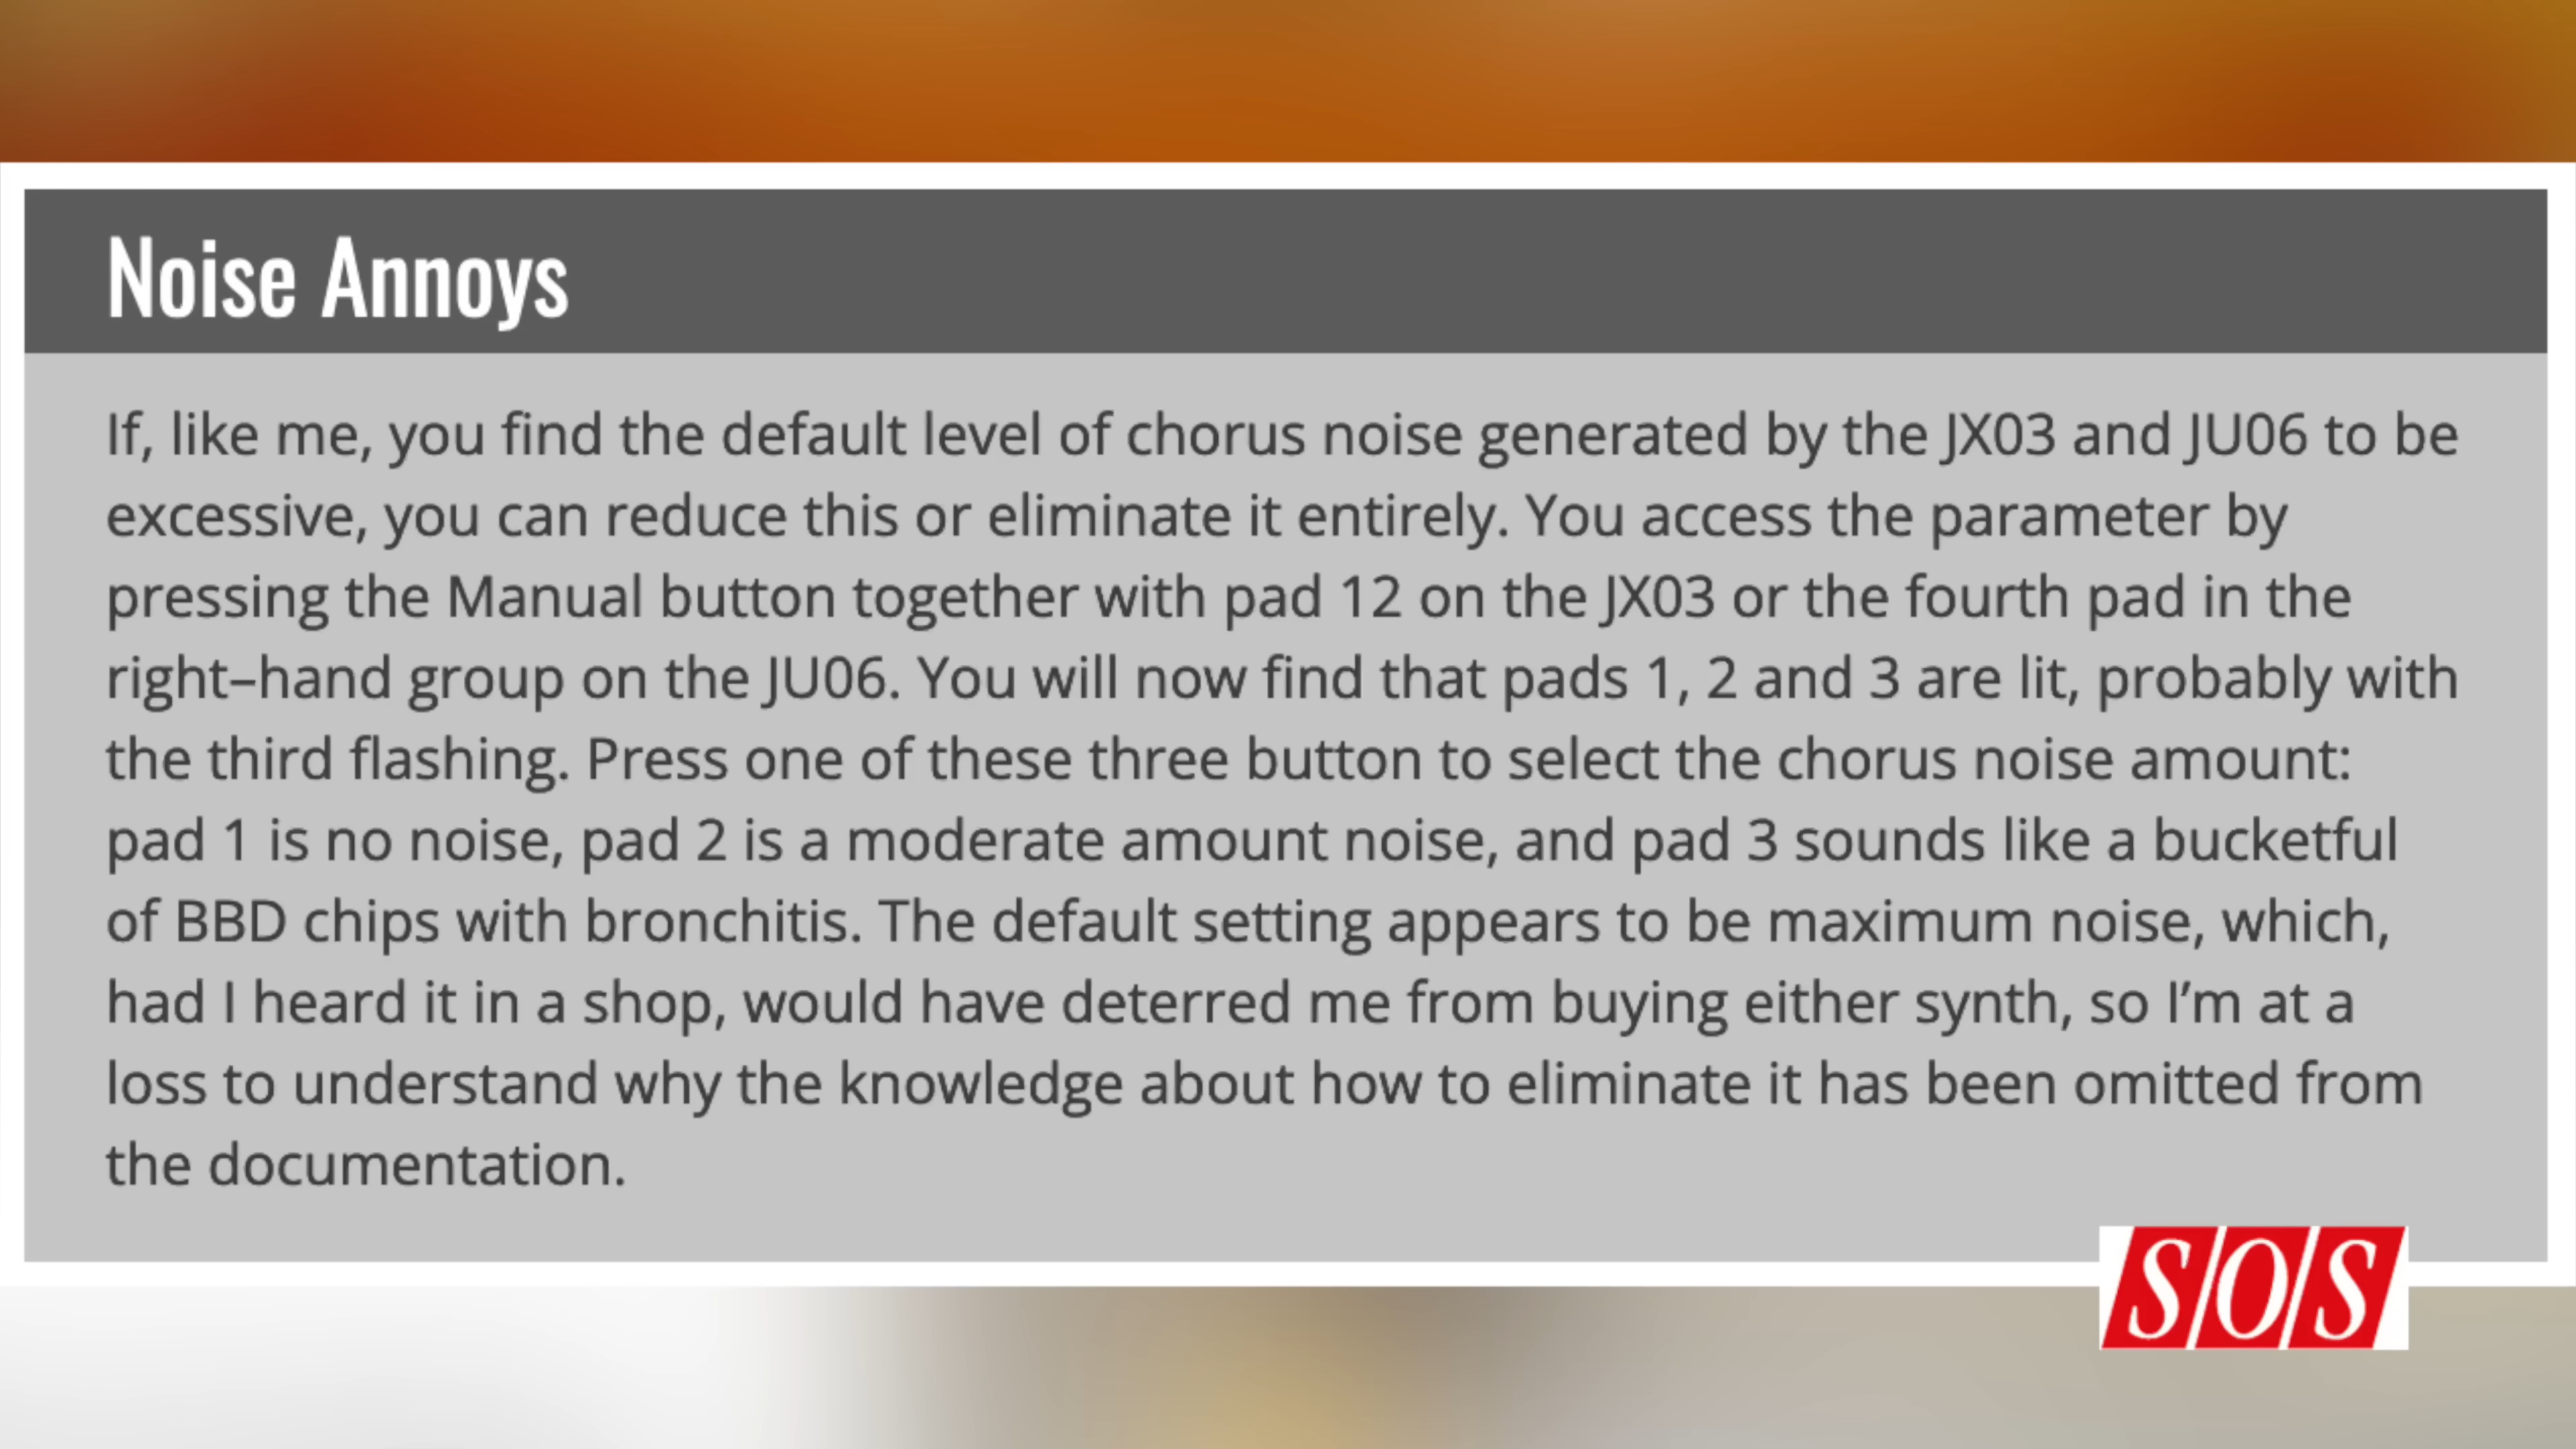 Noise Annoys
If, like me, you find the default level of chorus noise generated by the JX03 and JU06 to be
excessive, you can reduce this or eliminate it entirely. You access the parameter by
pressing the Manual button together with pad 12 on the JX03 or the fourth pad in the
right–hand group on the JU06. You will now find that pads 1, 2 and 3 are lit, probably with
the third flashing. Press one of these three button to select the chorus noise amount:
pad 1 is no noise, pad 2 is a moderate amount noise, and pad 3 sounds like a bucketful
of BBD chips with bronchitis. The default setting appears to be maximum noise, which,
had I heard it in a shop, would have deterred me from buying either synth, so I’m at a
loss to understand why the knowledge about how to eliminate it has been omitted from
the documentation.
SOS